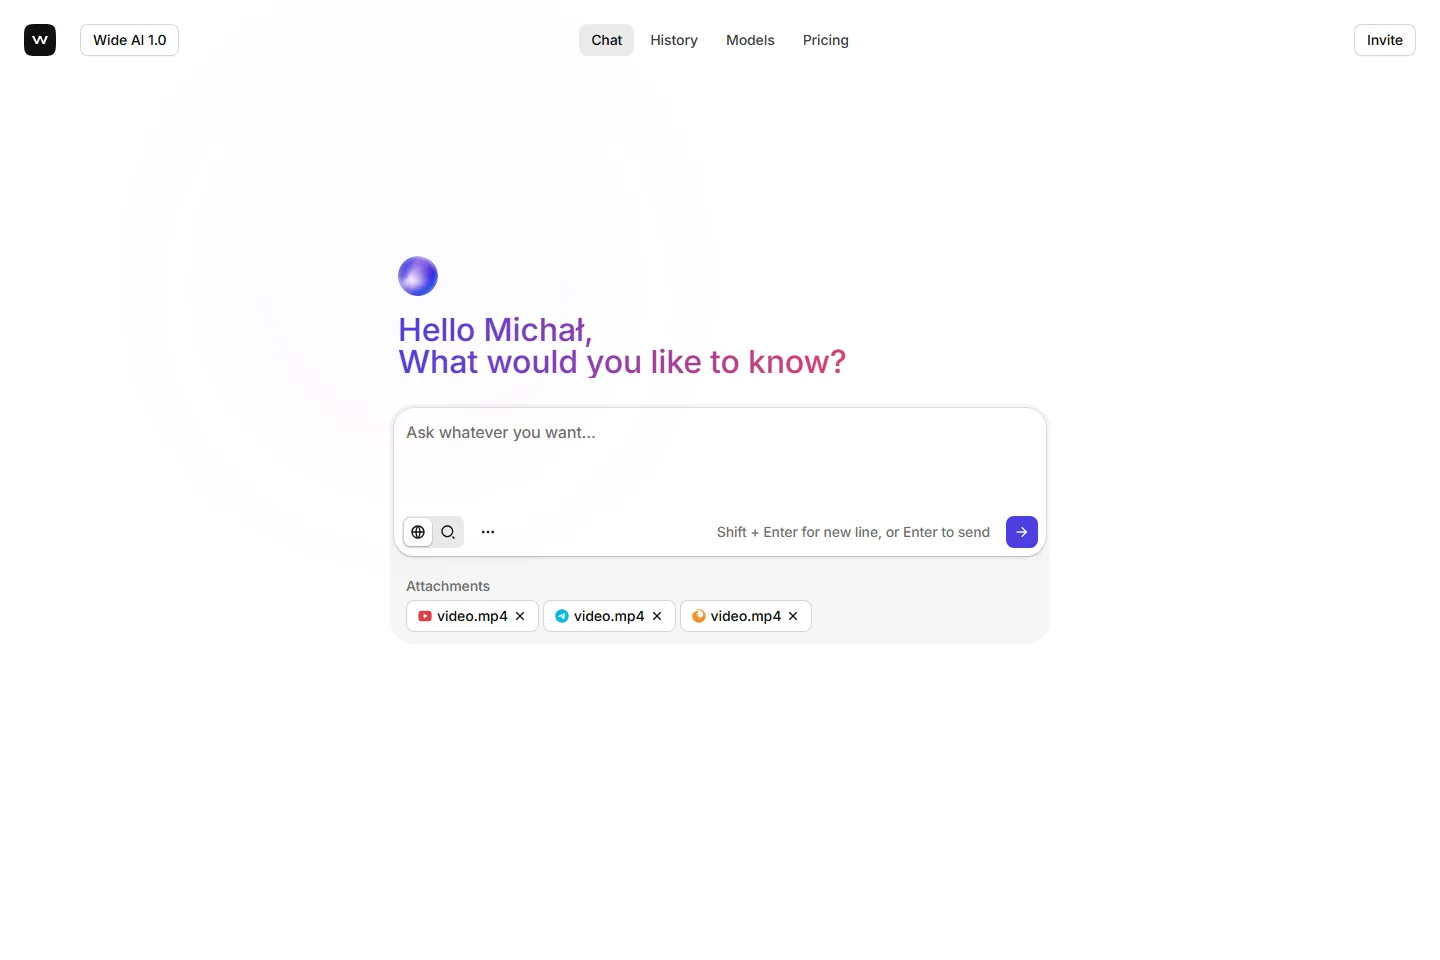 W
Wide AI 1.0
Chat
History
Models
Pricing
Invite
Hello Michał,
What would you like to know?
Ask whatever you want...
Shift + Enter for new line, or Enter to send
Attachments
video.mp4
video.mp4
video.mp4